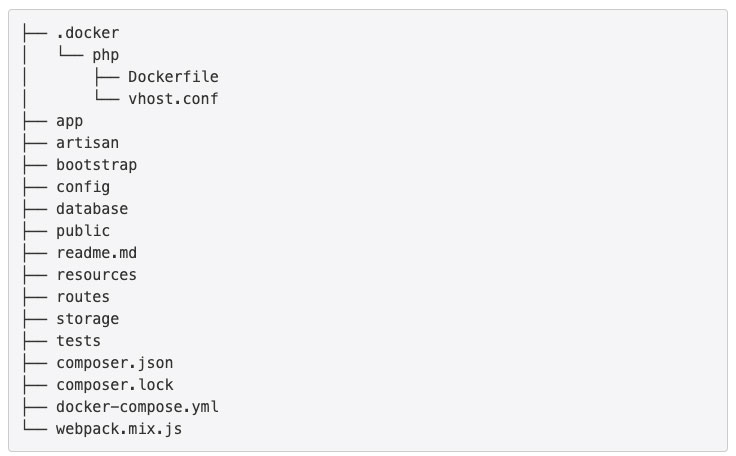 ├── .docker
│   └── php
│       ├── Dockerfile
│       └── vhost.conf
├── app
├── artisan
├── bootstrap
├── config
├── database
├── public
├── readme.md
├── resources
├── routes
├── storage
├── tests
├── composer.json
├── composer.lock
├── docker-compose.yml
└── webpack.mix.js